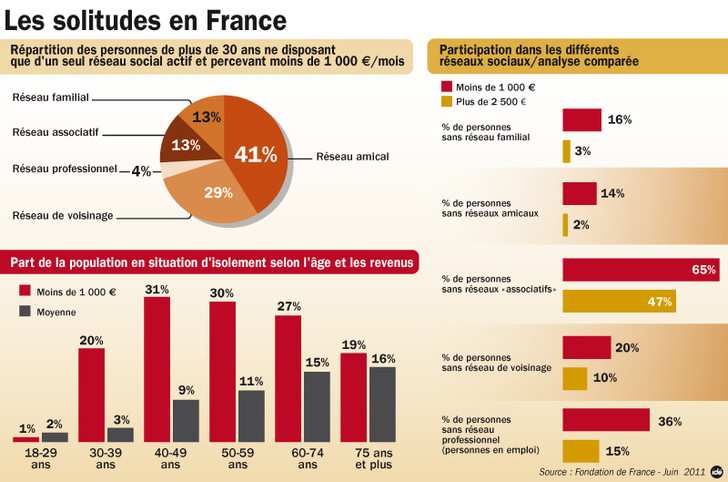 Les solitudes en France
Répartition des personnes de plus de 30 ans ne disposant
que d'un seul réseau social actif et percevant moins de 1 000 €/mois
Réseau familial
Réseau associatif
Réseau professionnel
Réseau de voisinage
13%
13%
4%
29%
41%
Réseau amical
Part de la population en situation d'isolement selon l'âge et les revenus
Moins de 1 000 €
Moyenne
1%
2%
20%
3%
31%
9%
30%
11%
27%
15%
19%
16%
18-29
ans
30-39
ans
40-49
ans
50-59
ans
60-74
ans
75 ans
et plus
Participation dans les différents
réseaux sociaux/analyse comparée
Moins de 1 000 €
Plus de 2 500 €
% de personnes
sans réseau familial
16%
3%
% de personnes
sans réseaux amicaux
14%
2%
% de personnes
sans réseaux «associatifs»
65%
47%
% de personnes
sans réseau de voisinage
20%
10%
% de personnes
sans réseau
professionnel
(personnes en emploi)
36%
15%
Source : Fondation de France - Juin 2011
idé